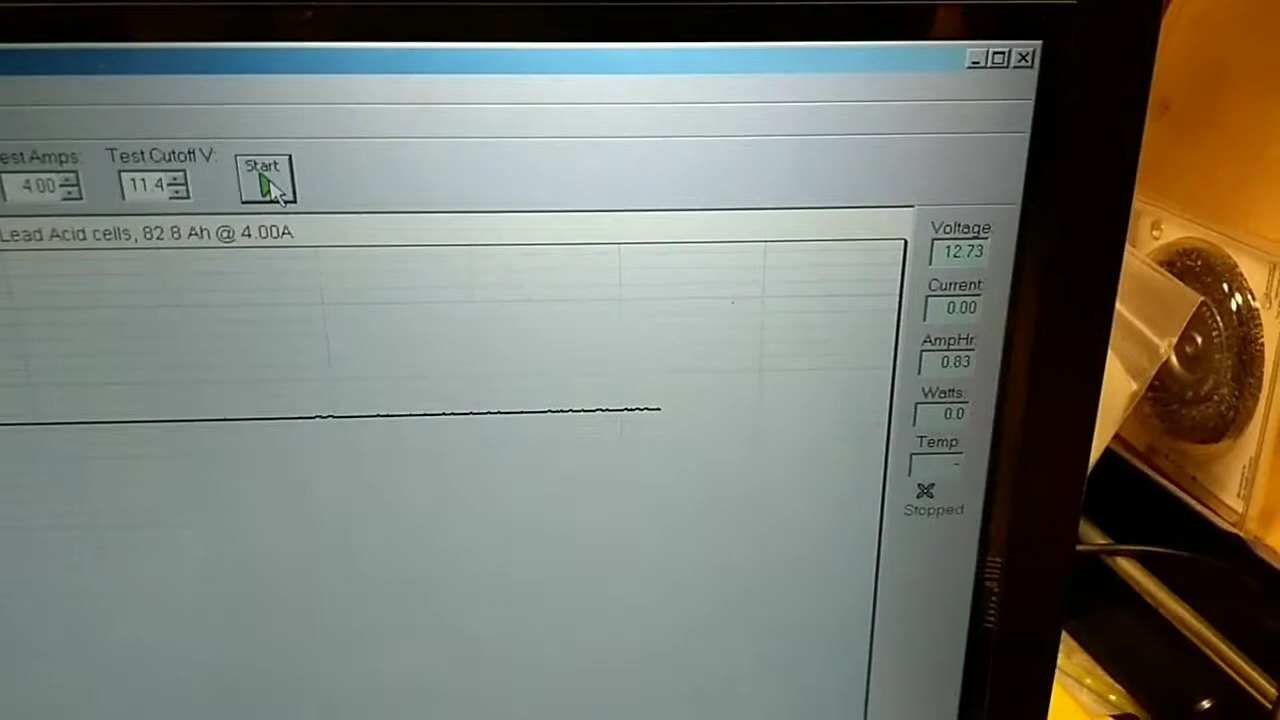 est Amps: Test Cutoff V:
4.00 11.4 Start
Lead Acid cells, 82.8 Ah @ 4.00A
Voltage
12.73
Current
0.00
AmpHr
0.83
Watts
0.0
Temp
-
Stopped